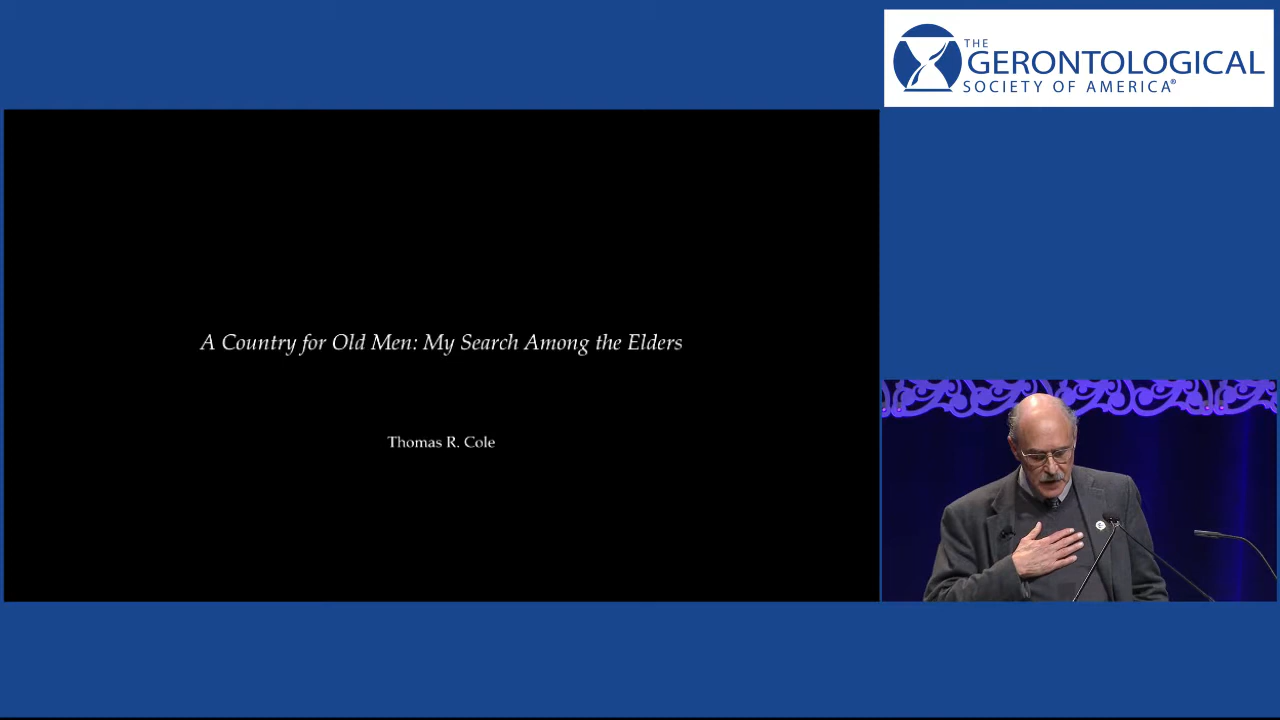 THE
GERONTOLOGICAL
SOCIETY OF AMERICA®
A Country for Old Men: My Search Among the Elders
Thomas R. Cole